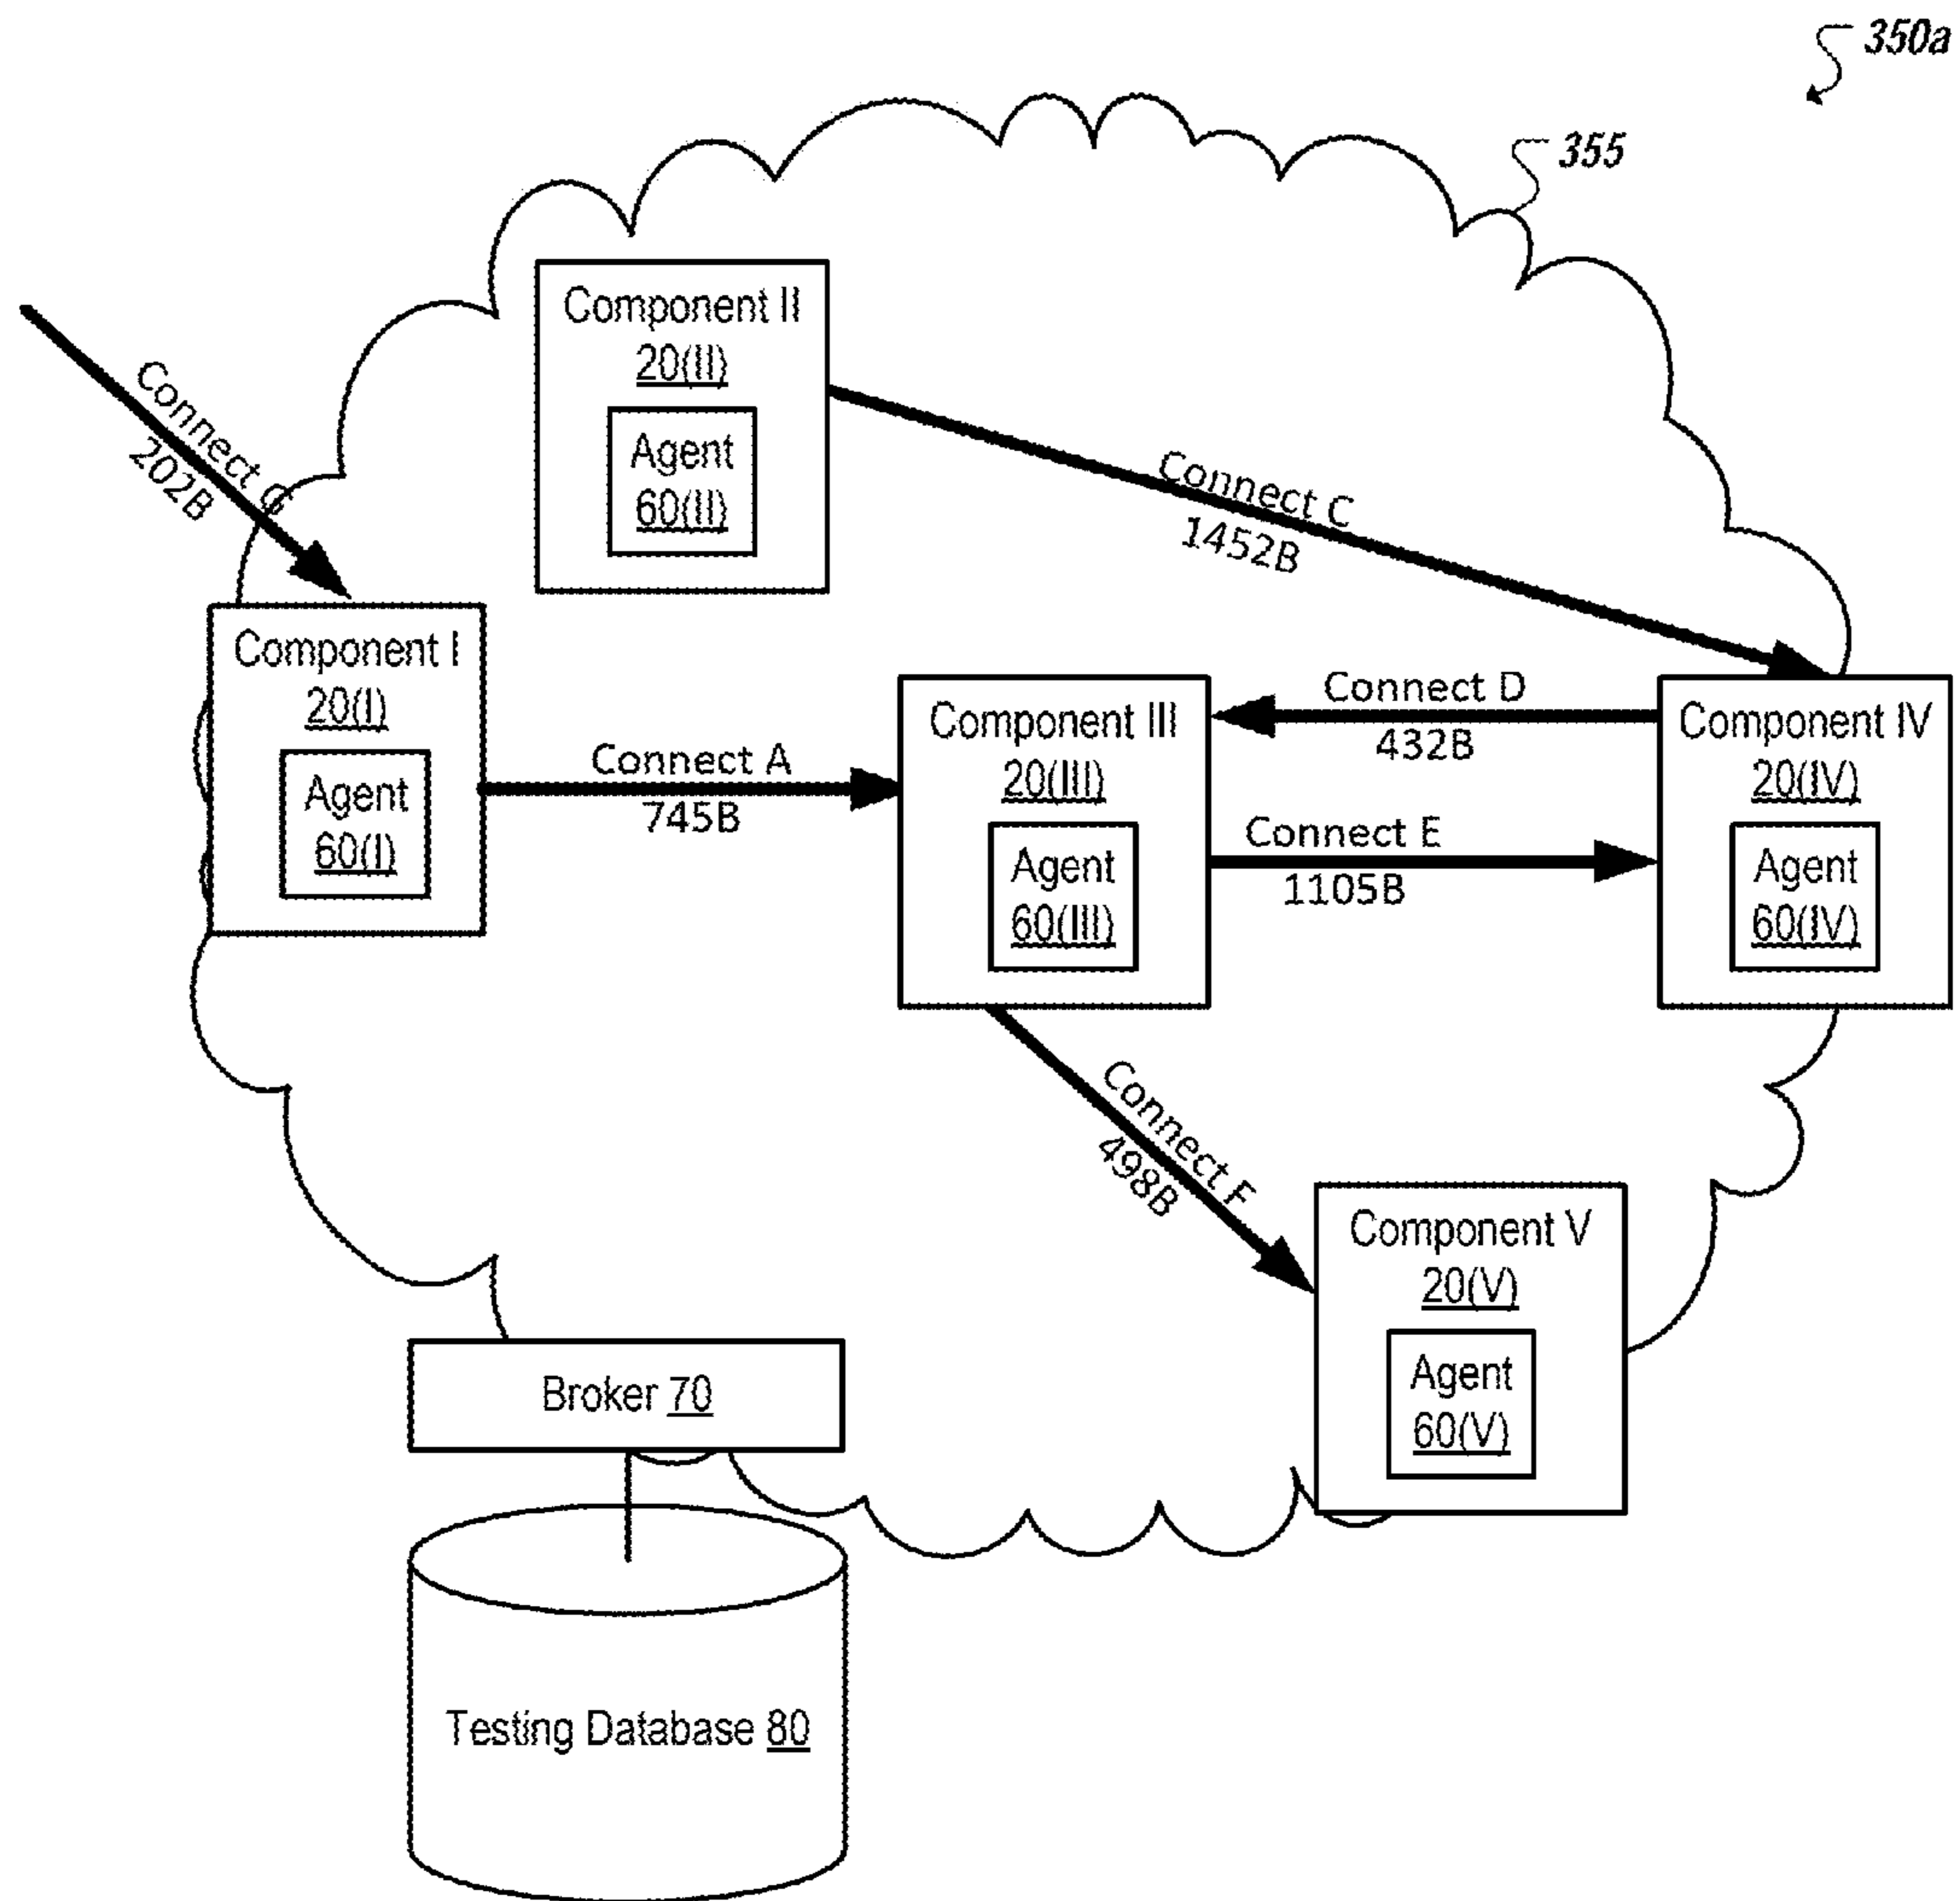 350a
355
Component II
20(II)
Agent
60(II)
Connect G
202B
Connect C
1452B
Component I
20(I)
Agent
60(I)
Connect A
745B
Component III
20(III)
Agent
60(III)
Connect D
432B
Connect E
1105B
Component IV
20(IV)
Agent
60(IV)
Connect F
498B
Component V
20(V)
Agent
60(V)
Broker 70
Testing Database 80